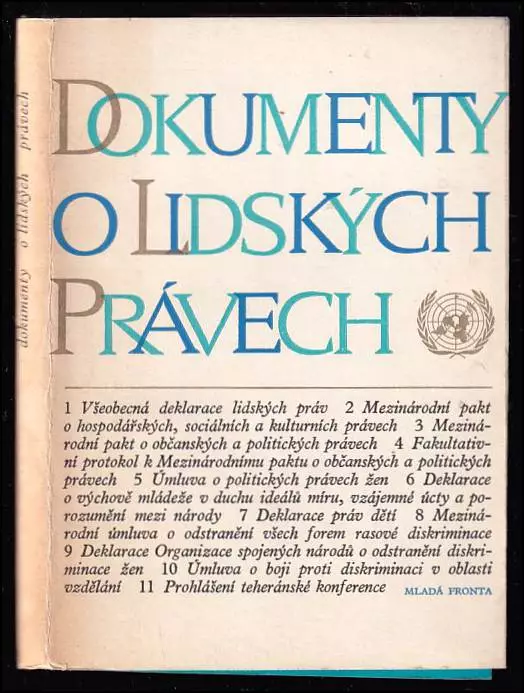 dokumenty o lidských právech
DOKUMENTY
O LIDSKÝCH
PRÁVECH
1 Všeobecná deklarace lidských práv 2 Mezinárodní pakt
o hospodářských, sociálních a kulturních právech 3 Meziná-
rodní pakt o občanských a politických právech 4 Fakultativ-
ní protokol k Mezinárodnímu paktu o občanských a politických
právech 5 Úmluva o politických právech žen 6 Deklarace
o výchově mládeže v duchu ideálů míru, vzájemné úcty a po-
rozumění mezi národy 7 Deklarace práv dětí 8 Meziná-
rodní úmluva o odstranění všech forem rasové diskriminace
9 Deklarace Organizace spojených národů o odstranění diskri-
minace žen 10 Úmluva o boji proti diskriminaci v oblasti
vzdělání 11 Prohlášení teheránské konference MLADÁ FRONTA